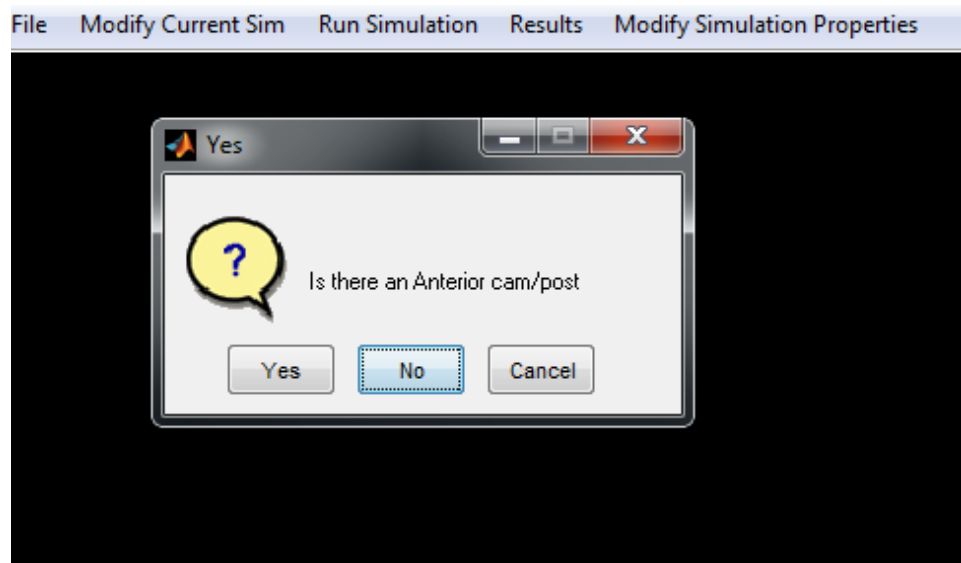 File Modify Current Sim Run Simulation Results Modify Simulation Properties
Yes
?
Is there an Anterior cam/post
Yes No Cancel